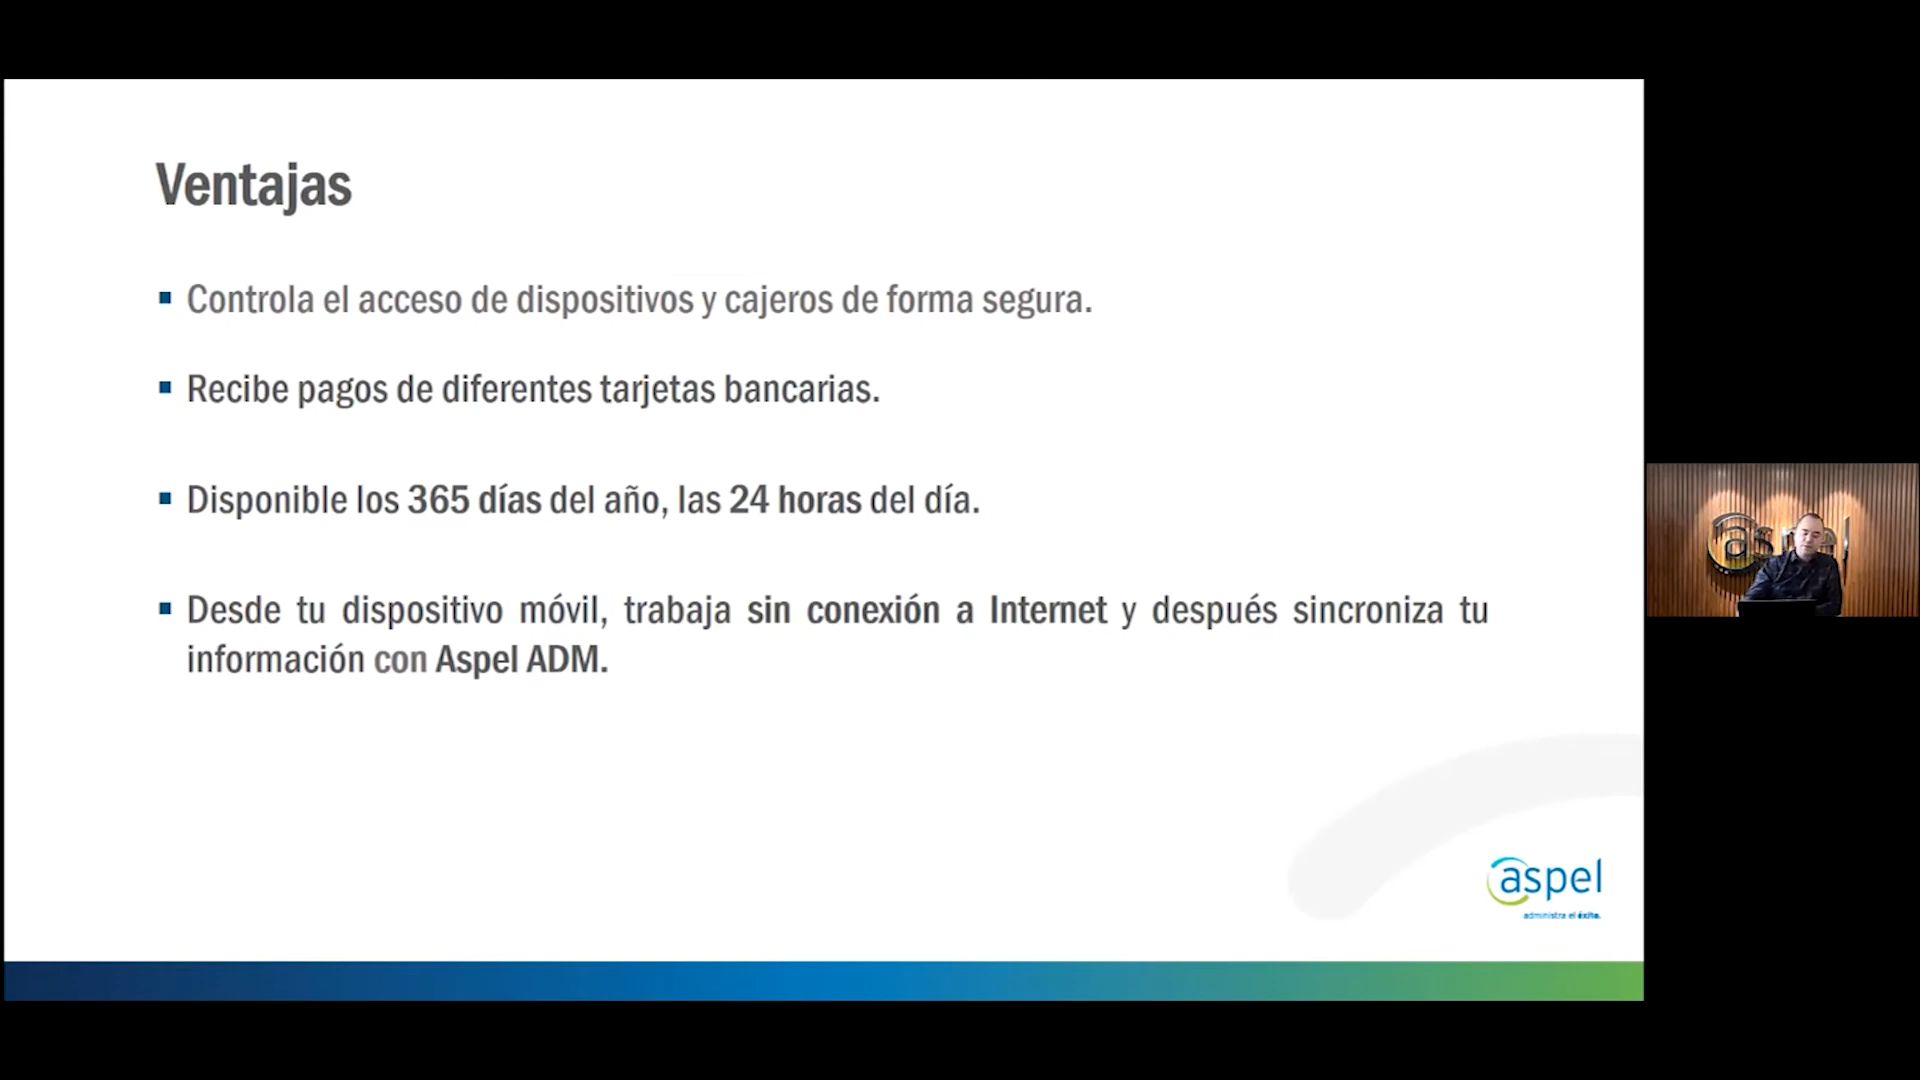 Ventajas
▪ Controla el acceso de dispositivos y cajeros de forma segura.
▪ Recibe pagos de diferentes tarjetas bancarias.
▪ Disponible los 365 días del año, las 24 horas del día.
▪ Desde tu dispositivo móvil, trabaja sin conexión a Internet y después sincroniza tu
información con Aspel ADM.
aspel
administra el éxito.